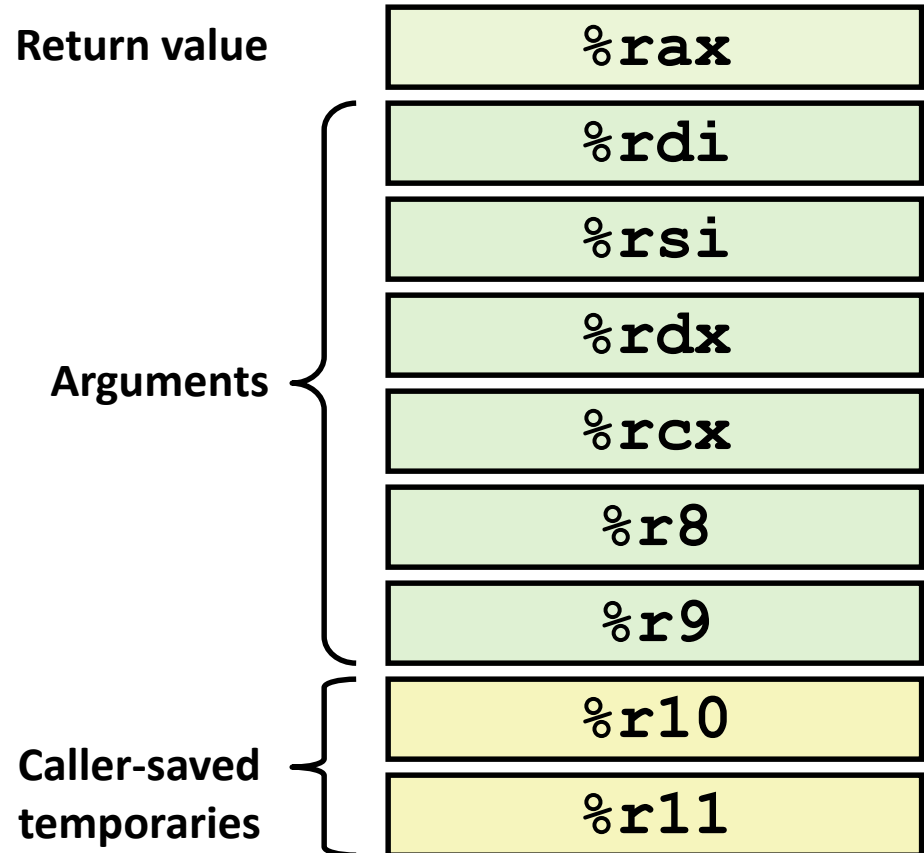 Return value
%rax
%rdi
%rsi
%rdx
Arguments
%rcx
%r8
%r9
%r10
Caller-saved
temporaries
%r11